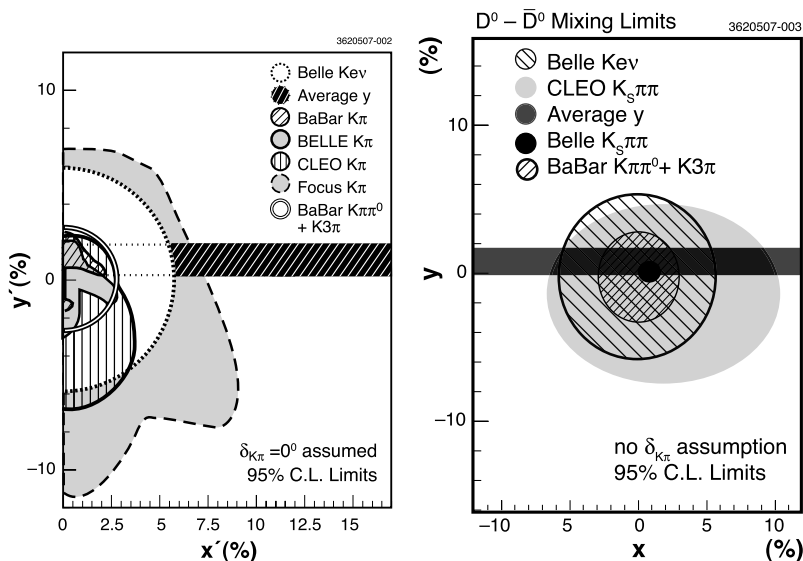 3620507-002
10
0
−10
y´(%)
Belle Keν
Average y
BaBar Kπ
BELLE Kπ
CLEO Kπ
Focus Kπ
BaBar Kππ⁰
+ K3π
δKπ =0⁰ assumed
95% C.L. Limits
0 2.5 5 7.5 10 12.5 15
x´(%)
D⁰ – D̅⁰ Mixing Limits
3620507-003
(%)
10
0
−10
y
Belle Keν
CLEO KSππ
Average y
Belle KSππ
BaBar Kππ⁰+ K3π
no δKπ assumption
95% C.L. Limits
−10 5 0 5 10
x (%)